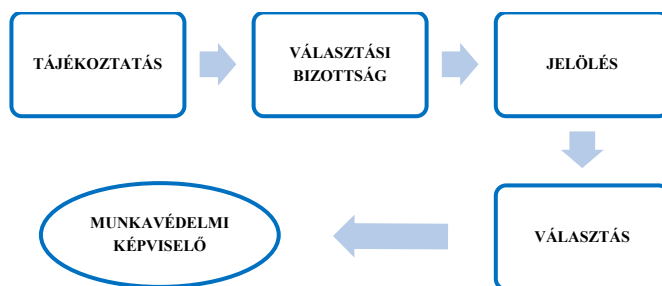 TÁJÉKOZTATÁS
VÁLASZTÁSI
BIZOTTSÁG
JELÖLÉS
VÁLASZTÁS
MUNKAVÉDELMI
KÉPVISELŐ